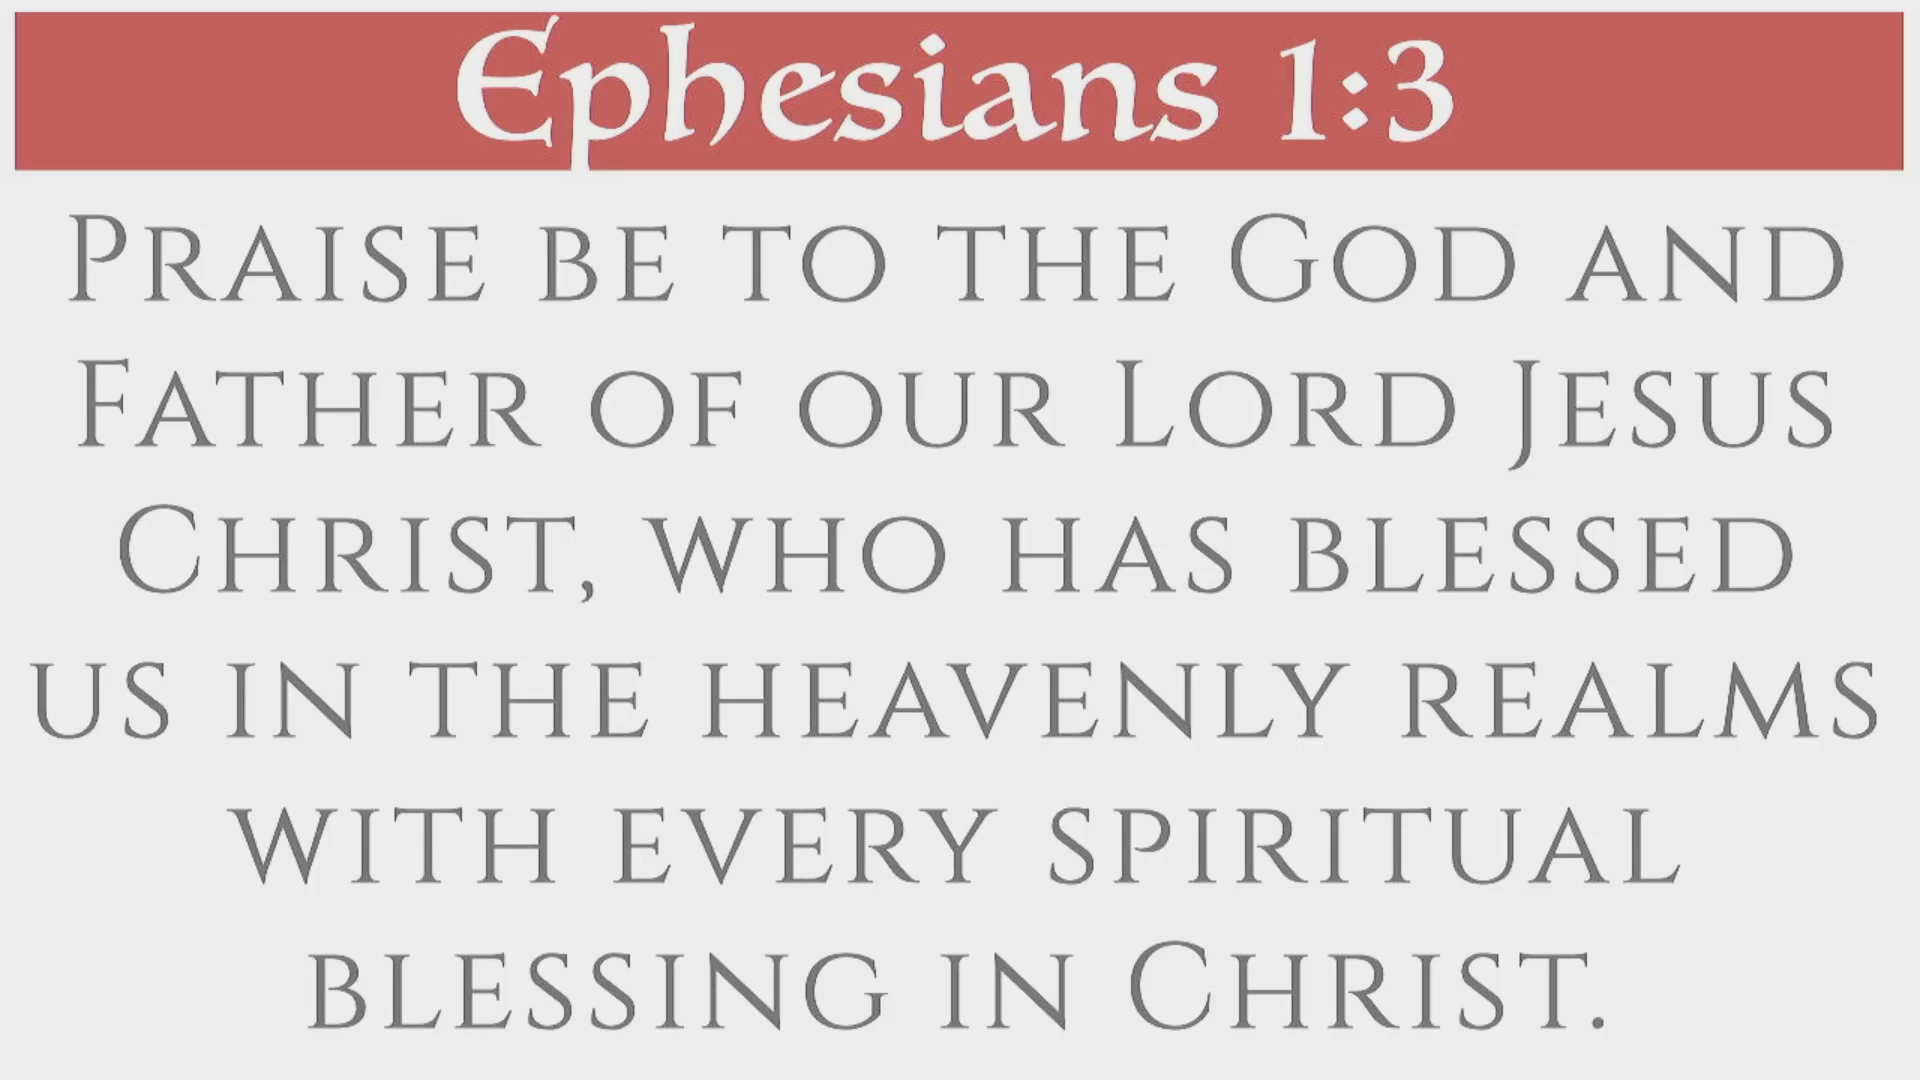 Ephesians 1:3
Praise be to the God and
Father of our Lord Jesus
Christ, who has blessed
us in the heavenly realms
with every spiritual
blessing in Christ.